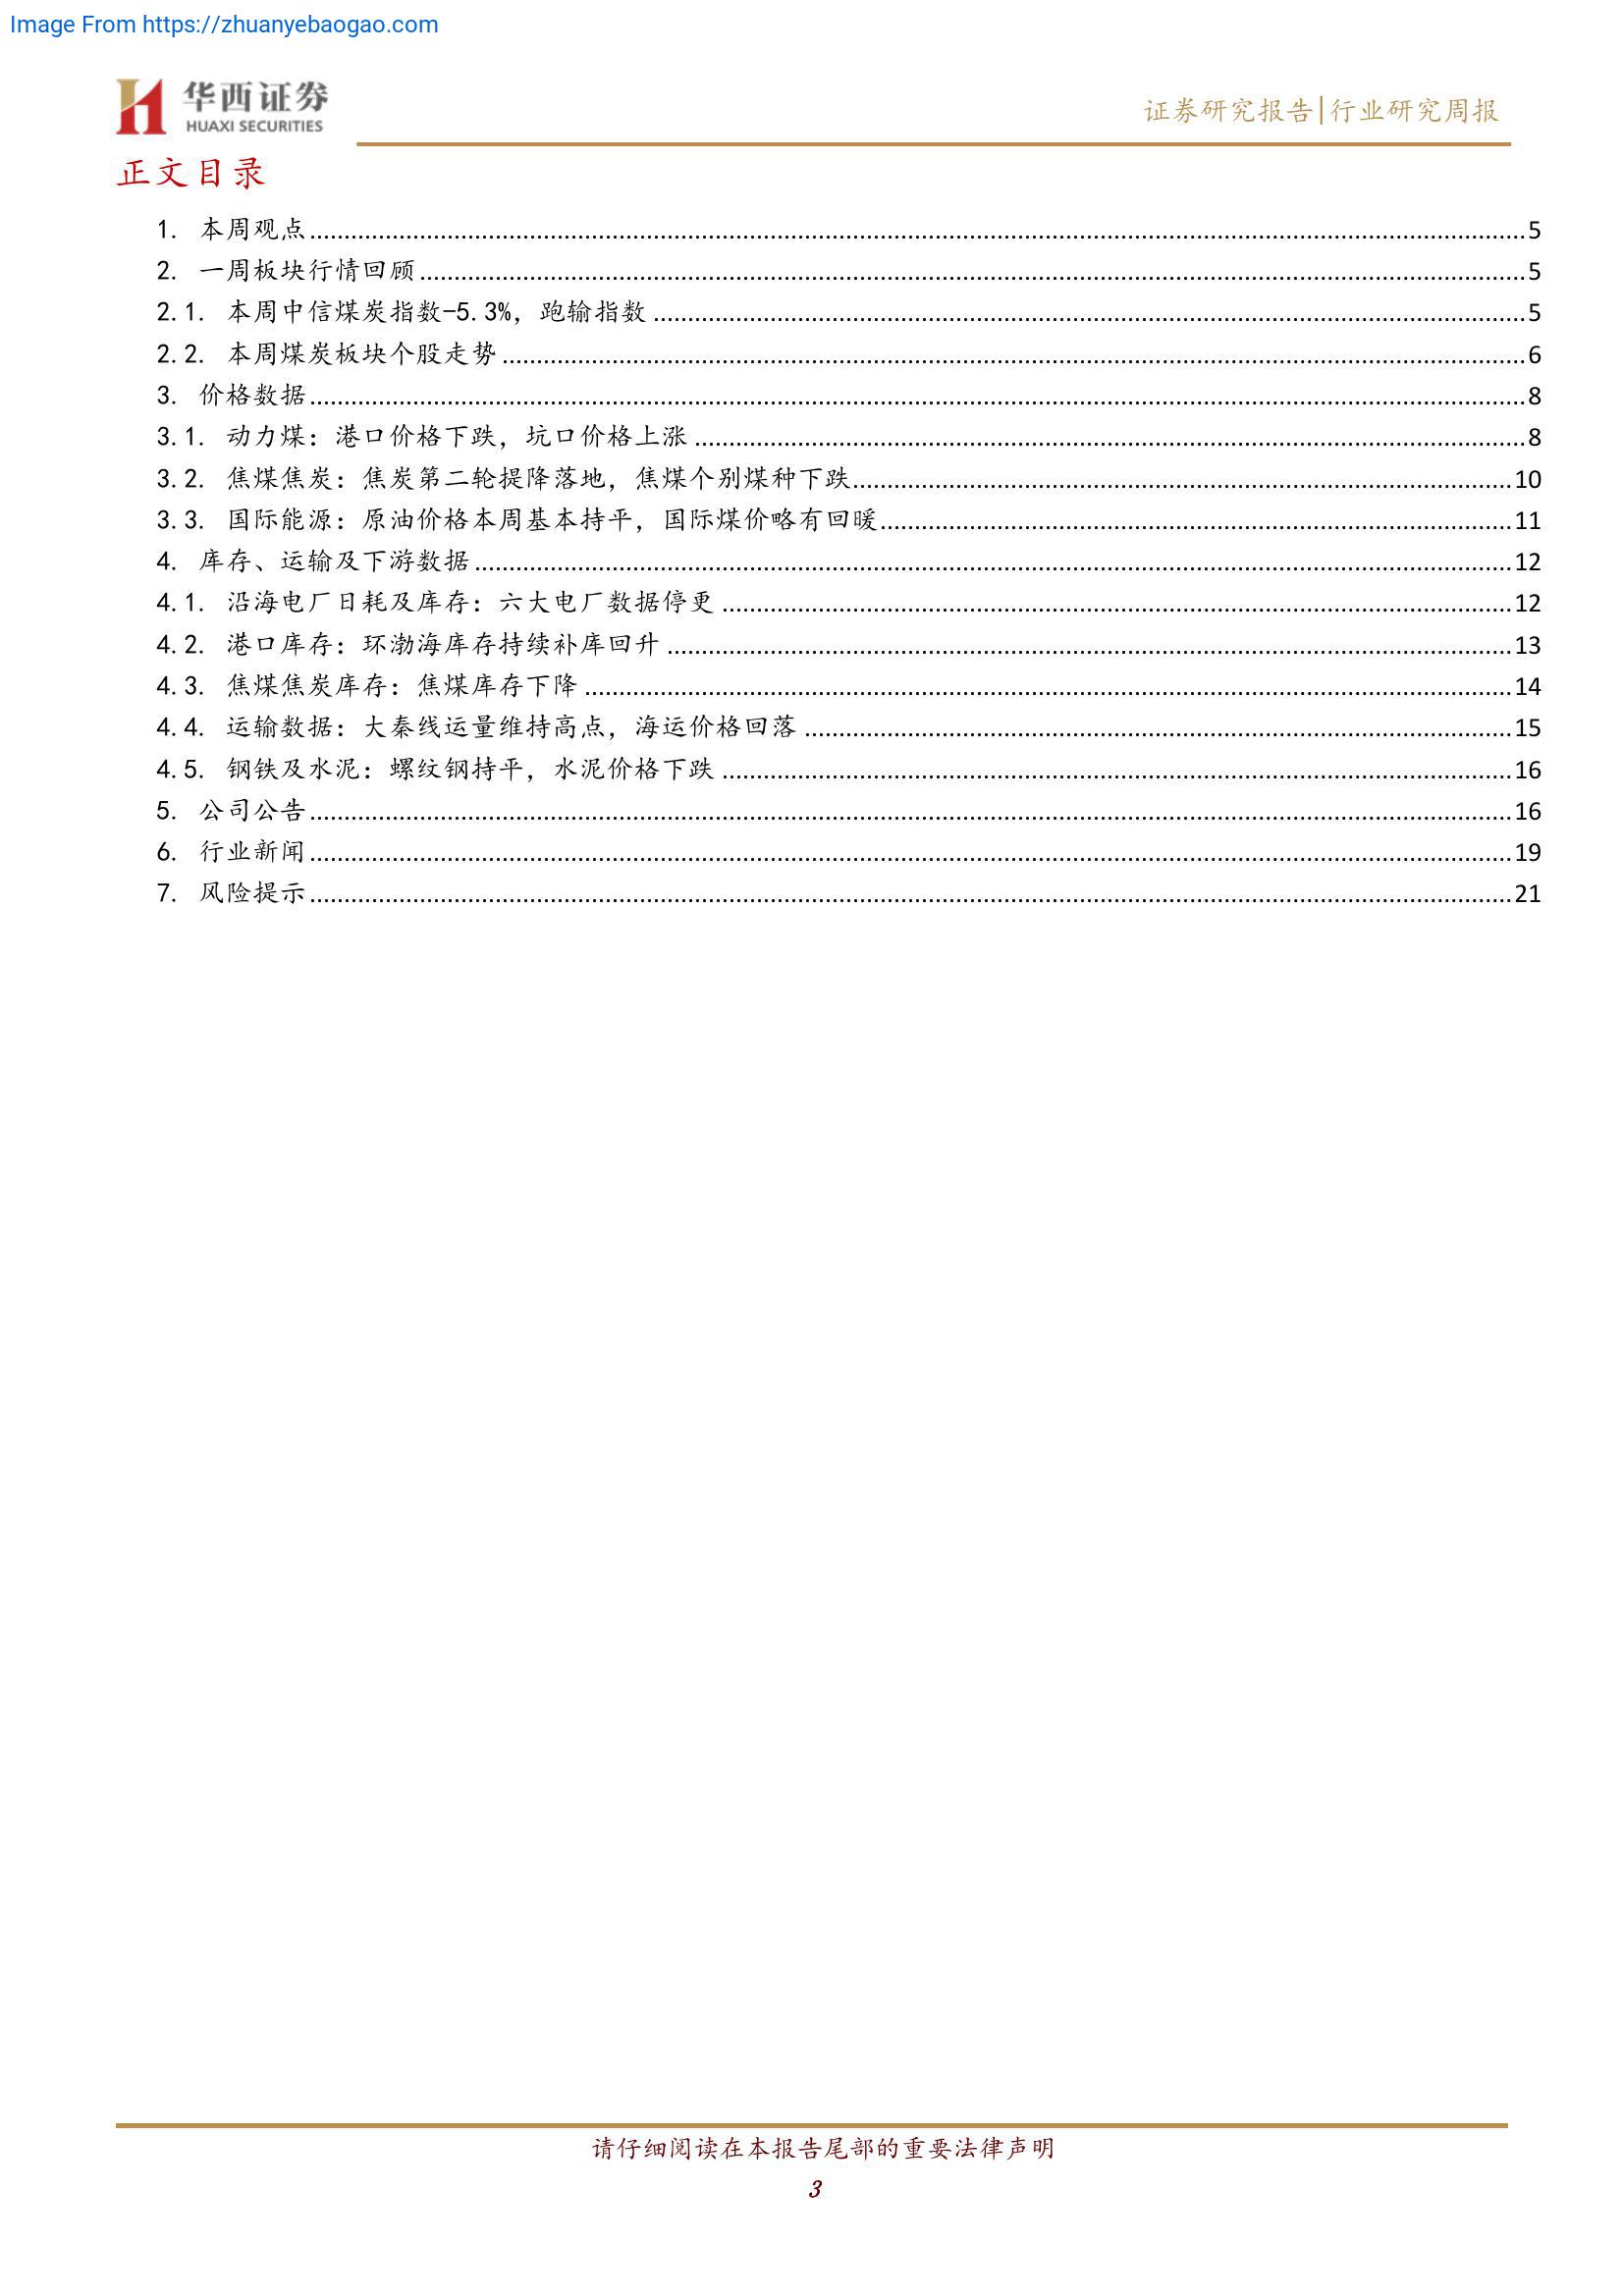 Image From https://zhuanyebaogao.com
华西证券
HUAXI SECURITIES
证券研究报告|行业研究周报
正文目录
1. 本周观点........................5
2. 一周板块行情回顾........................5
2.1. 本周中信煤炭指数-5.3%，跑输指数........................5
2.2. 本周煤炭板块个股走势........................6
3. 价格数据........................8
3.1. 动力煤：港口价格下跌，坑口价格上涨........................8
3.2. 焦煤焦炭：焦炭第二轮提降落地，焦煤个别煤种下跌........................10
3.3. 国际能源：原油价格本周基本持平，国际煤价略有回暖........................11
4. 库存、运输及下游数据........................12
4.1. 沿海电厂日耗及库存：六大电厂数据停更........................12
4.2. 港口库存：环渤海库存持续补库回升........................13
4.3. 焦煤焦炭库存：焦煤库存下降........................14
4.4. 运输数据：大秦线运量维持高点，海运价格回落........................15
4.5. 钢铁及水泥：螺纹钢持平，水泥价格下跌........................16
5. 公司公告........................16
6. 行业新闻........................19
7. 风险提示........................21
请仔细阅读在本报告尾部的重要法律声明
3